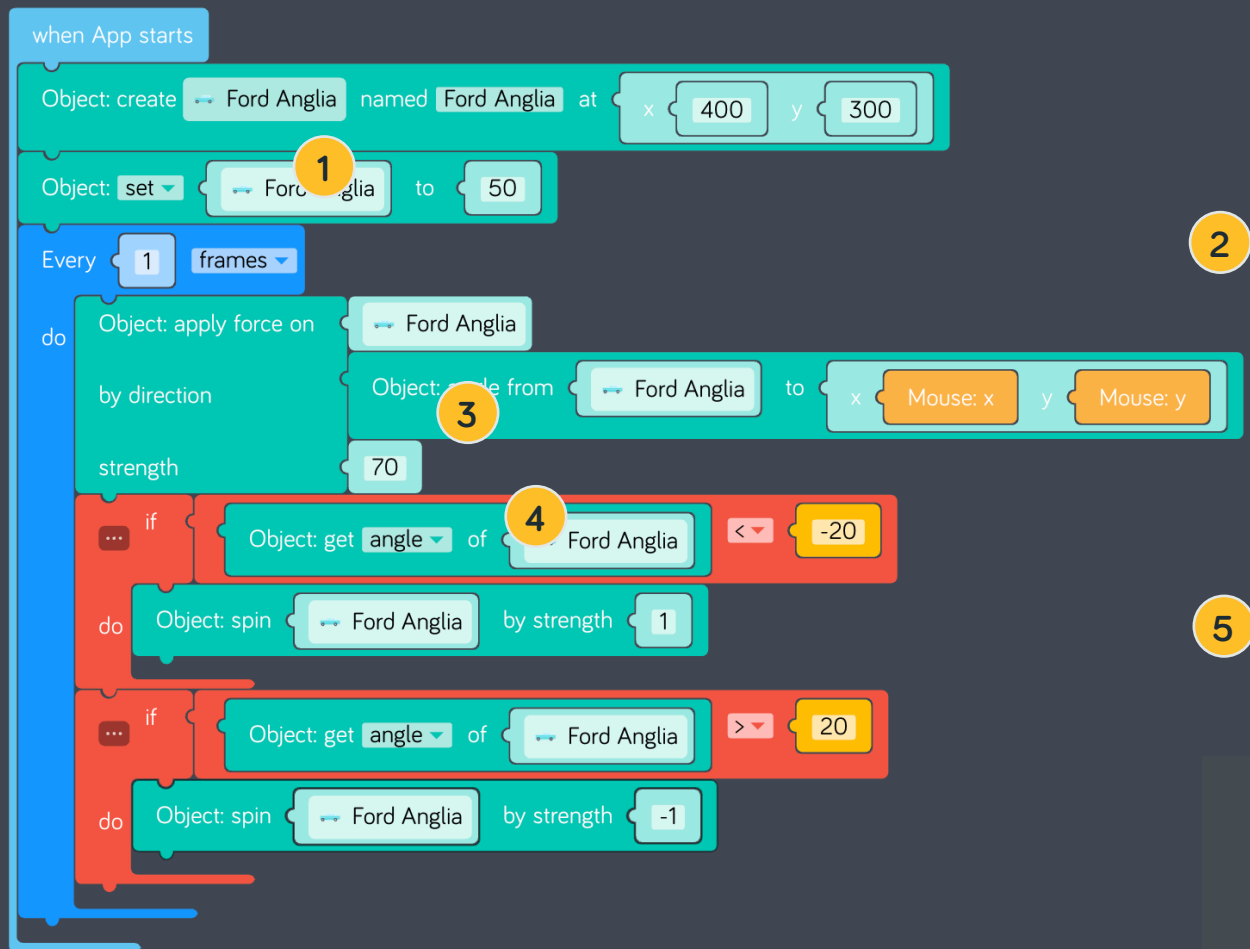 when App starts
Object: create Ford Anglia named Ford Anglia at x 400 y 300
1
Object: set Ford Anglia to 50
2
Every 1 frames
do Object: apply force on Ford Anglia
by direction Object: angle from Ford Anglia to x Mouse: x y Mouse: y
3
strength 70
4
... if Object: get angle of Ford Anglia < -20
do Object: spin Ford Anglia by strength 1
5
... if Object: get angle of Ford Anglia > 20
do Object: spin Ford Anglia by strength -1